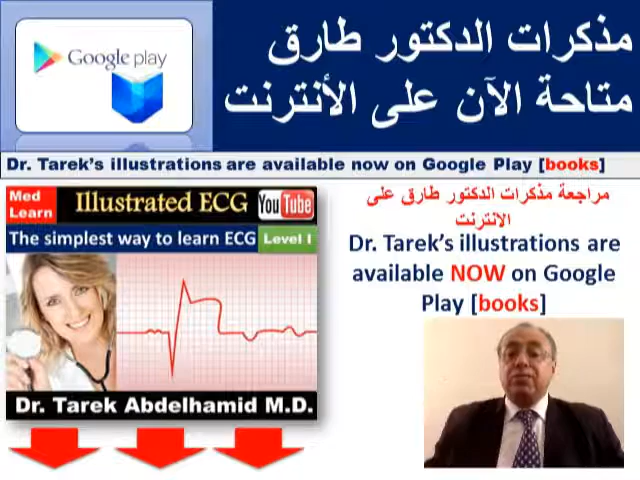 Google play
مذكرات الدكتور طارق
متاحة الآن على الأنترنت
Dr. Tarek's illustrations are available now on Google Play [books]
Med
Learn
Illustrated ECG
YouTube
The simplest way to learn ECG
Level I
Dr. Tarek Abdelhamid M.D.
مراجعة مذكرات الدكتور طارق على
الانترنت
Dr. Tarek's illustrations are
available NOW on Google
Play [books]